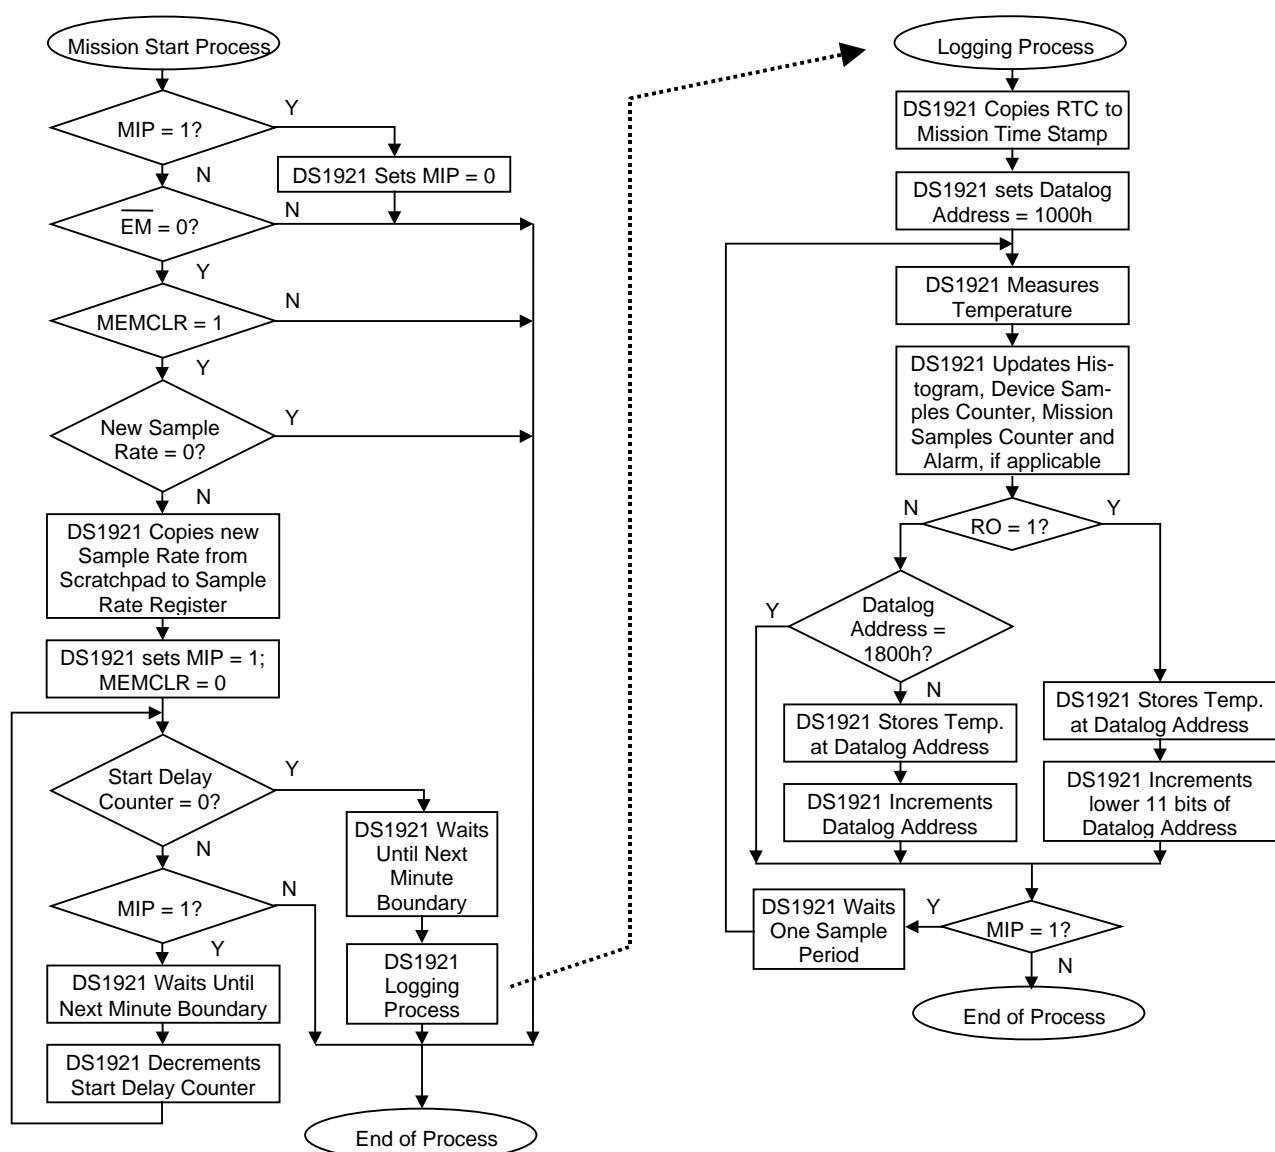 Mission Start Process
MIP = 1?
Y
N
DS1921 Sets MIP = 0
EM = 0?
N
Y
MEMCLR = 1
N
Y
New Sample
Rate = 0?
Y
N
DS1921 Copies new
Sample Rate from
Scratchpad to Sample
Rate Register
DS1921 sets MIP = 1;
MEMCLR = 0
Start Delay
Counter = 0?
Y
N
DS1921 Waits
Until Next
Minute
Boundary
MIP = 1?
N
Y
DS1921
Logging
Process
DS1921 Waits Until
Next Minute Boundary
DS1921 Decrements
Start Delay Counter
End of Process
Logging Process
DS1921 Copies RTC to
Mission Time Stamp
DS1921 sets Datalog
Address = 1000h
DS1921 Measures
Temperature
DS1921 Updates His-
togram, Device Sam-
ples Counter, Mission
Samples Counter and
Alarm, if applicable
N
RO = 1?
Y
Y
Datalog
Address =
1800h?
N
DS1921 Stores Temp.
at Datalog Address
DS1921 Increments
Datalog Address
DS1921 Stores Temp.
at Datalog Address
DS1921 Increments
lower 11 bits of
Datalog Address
DS1921 Waits
One Sample
Period
Y
MIP = 1?
N
End of Process